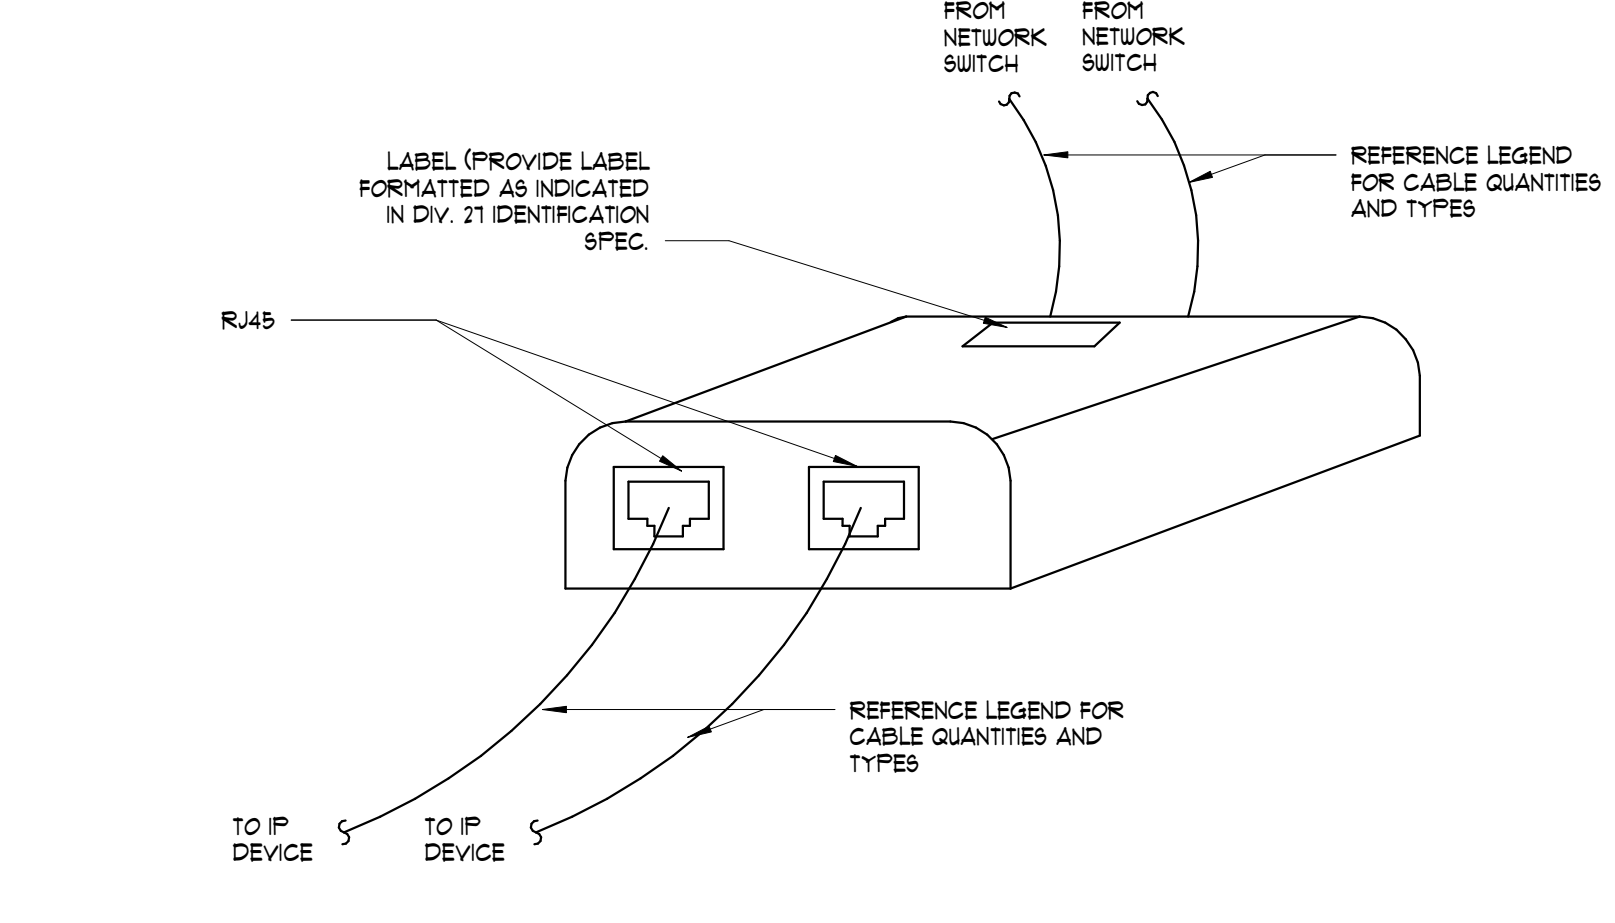 FROM
NETWORK
SWITCH
FROM
NETWORK
SWITCH
LABEL (PROVIDE LABEL
FORMATTED AS INDICATED
IN DIV. 27 IDENTIFICATION
SPEC.
REFERENCE LEGEND
FOR CABLE QUANTITIES
AND TYPES
RJ45
REFERENCE LEGEND FOR
CABLE QUANTITIES AND
TYPES
TO IP
DEVICE
TO IP
DEVICE